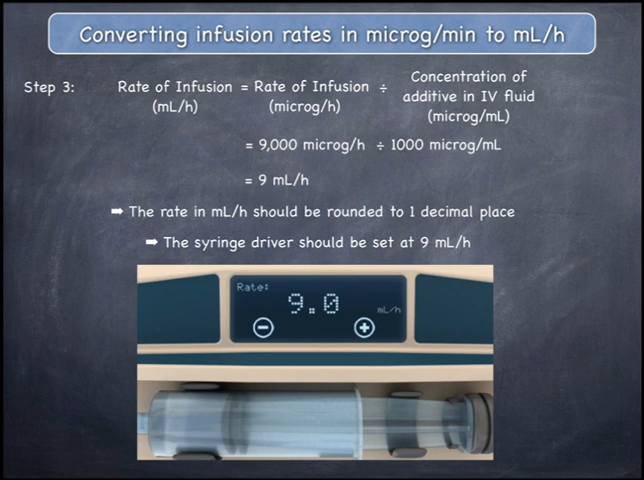 Converting infusion rates in microg/min to mL/h
Step 3:
Rate of Infusion = Rate of Infusion ÷ Concentration of additive in IV fluid
(mL/h) (microg/h) (microg/mL)
= 9,000 microg/h ÷ 1000 microg/mL
= 9 mL/h
➡ The rate in mL/h should be rounded to 1 decimal place
➡ The syringe driver should be set at 9 mL/h
Rate:
9.0
mL/h